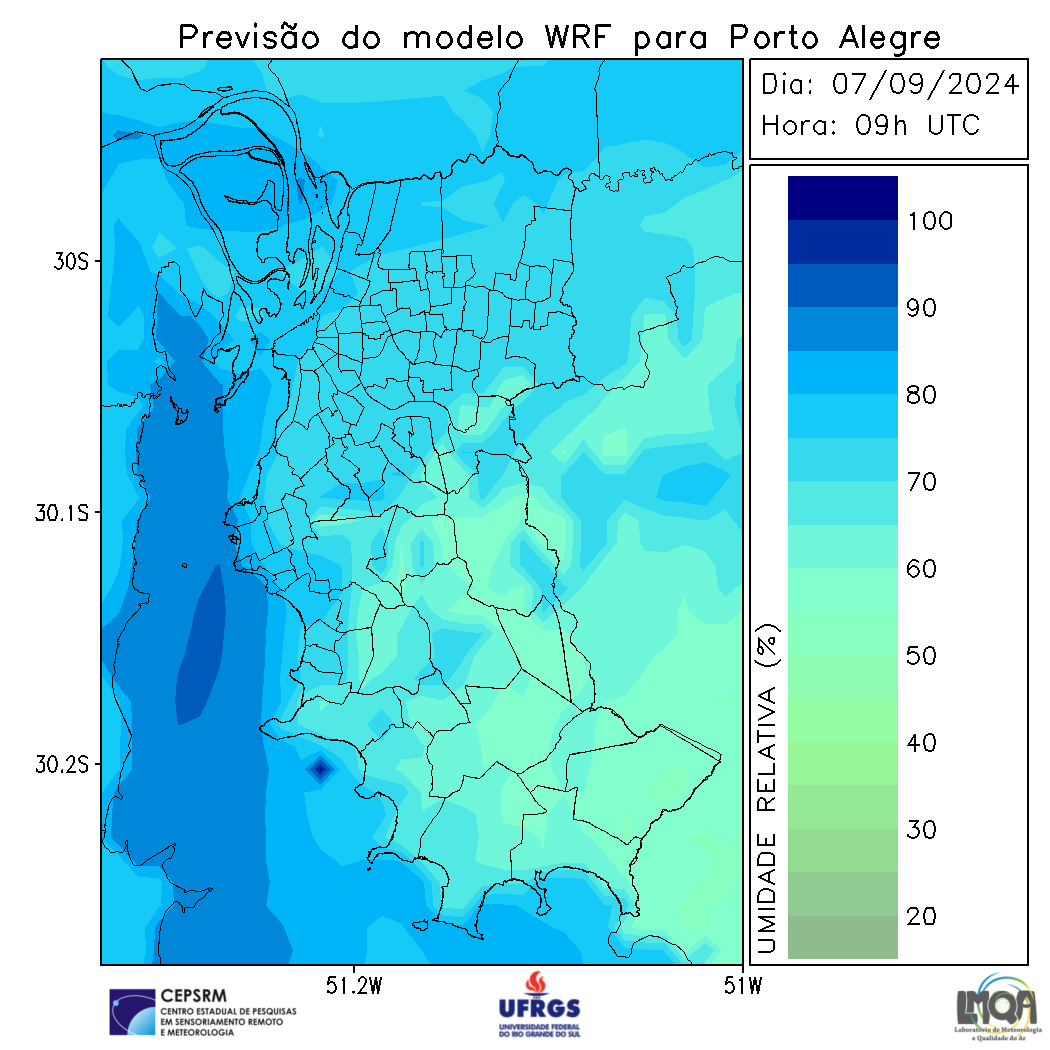 Previsão do modelo WRF para Porto Alegre
Dia: 07/09/2024
Hora: 09h UTC
30S
30.1S
30.2S
51.2W
51W
UMIDADE RELATIVA (%)
100
90
80
70
60
50
40
30
20
CEPSRM
CENTRO ESTADUAL DE PESQUISAS
EM SENSORIAMENTO REMOTO
E METEOROLOGIA
UFRGS
UNIVERSIDADE FEDERAL
DO RIO GRANDE DO SUL
LMQA
Laboratório de Meteorologia
e Qualidade do Ar